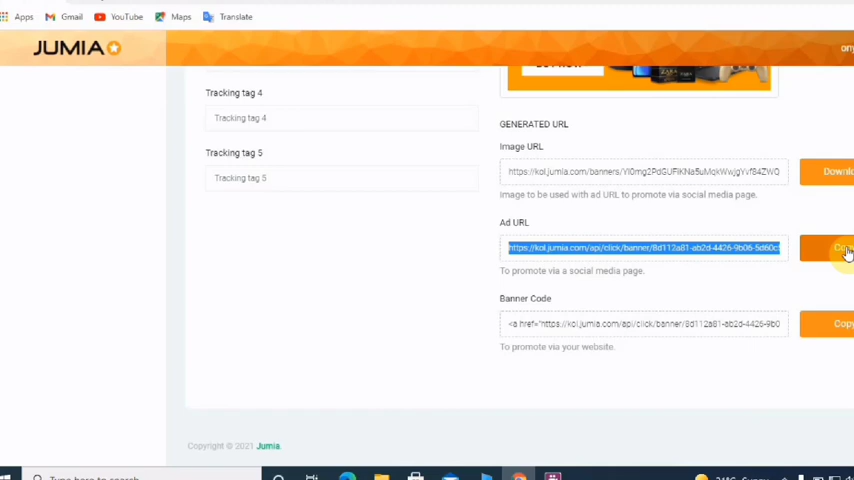 Apps Gmail YouTube Maps Translate
JUMIA
Tracking tag 4
Tracking tag 4
Tracking tag 5
Tracking tag 5
GENERATED URL
Image URL
To be used with ad URL to promote via social media page.
Ad URL
https://kol.jumia.com/api/click/banner/8d112a81-ab2d-4426-9b06-5d60c
To promote via a social media page.
Banner Code
<a href="https://kol.jumia.com/api/click/banner/8d112a81-ab2d-4426-9b0
Copy
To promote via your website.
Copyright © 2021 Jumia.
Type here to search